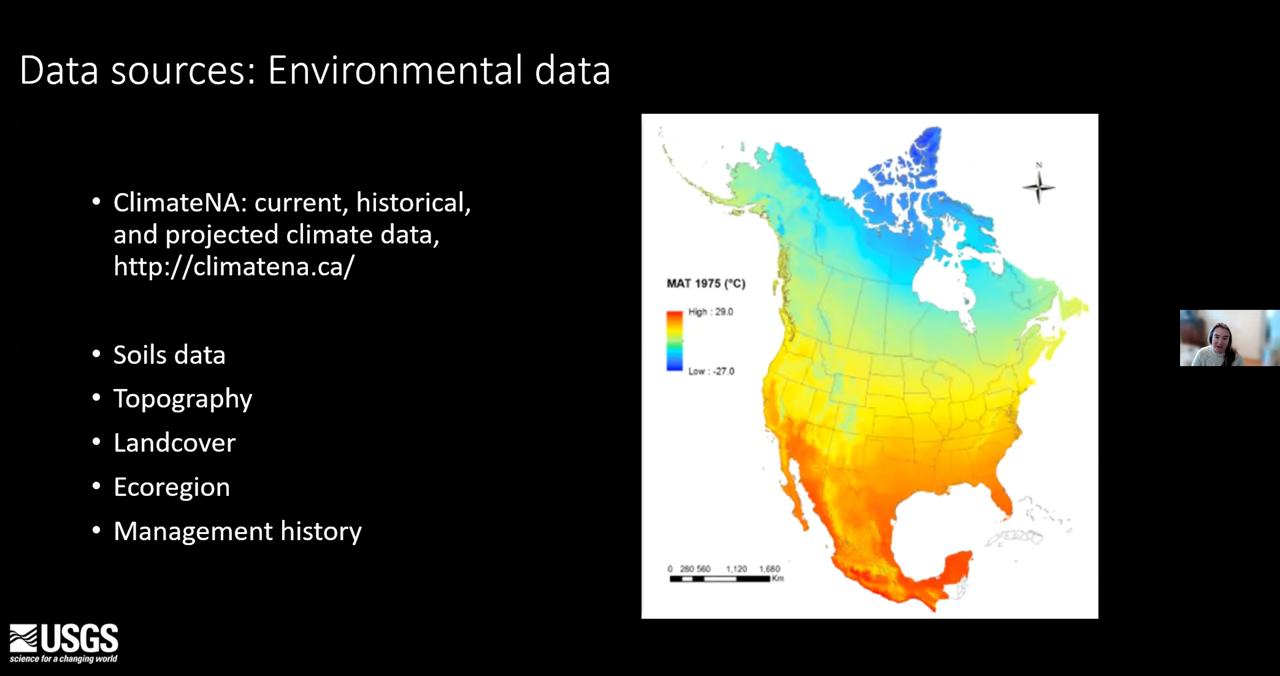 Data sources: Environmental data
• ClimateNA: current, historical,
and projected climate data,
http://climatena.ca/
• Soils data
• Topography
• Landcover
• Ecoregion
• Management history
N
MAT 1975 (°C)
High : 29.0
Low : -27.0
0 280 560 1,120 1,680
Km
USGS
science for a changing world